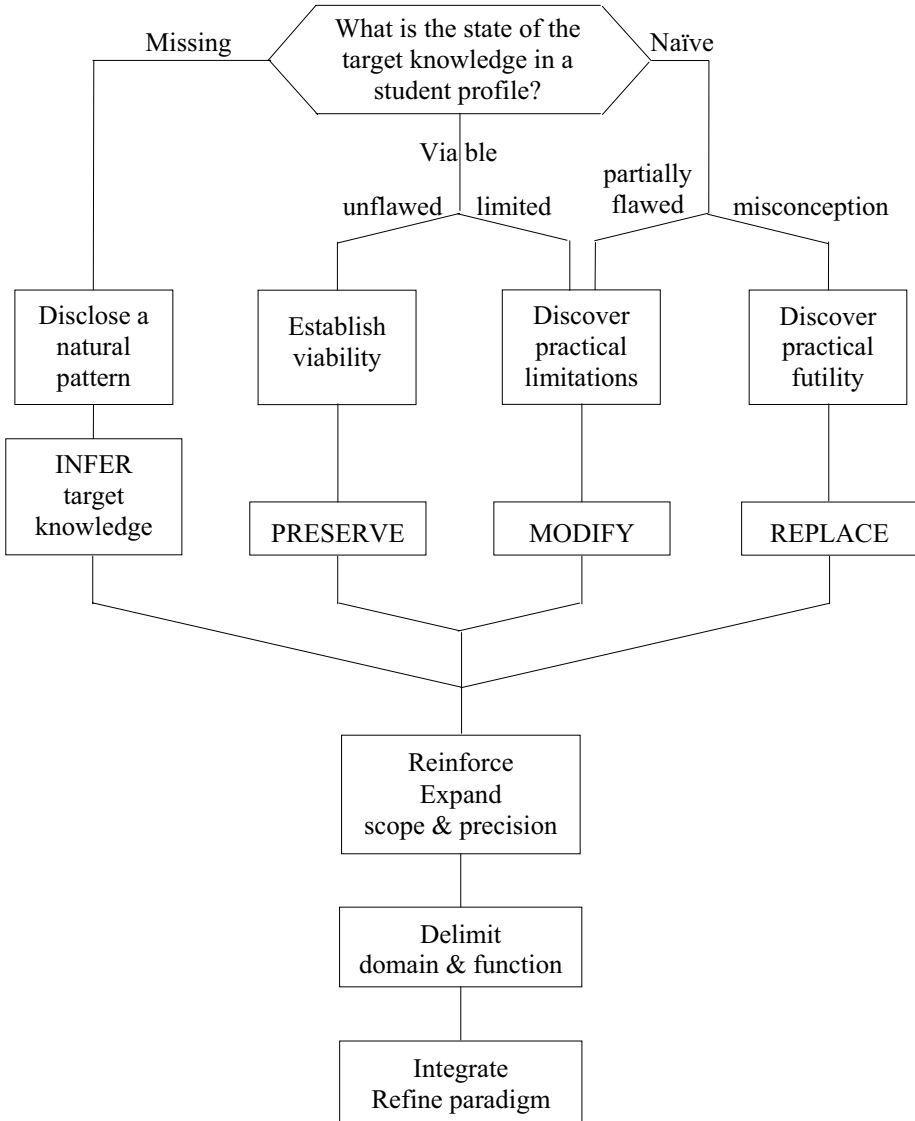 What is the state of the
target knowledge in a
student profile?
Missing
Naïve
Via ble
unflawed
limited
partially
flawed
misconception
Disclose a
natural
pattern
Establish
viability
Discover
practical
limitations
Discover
practical
futility
INFER
target
knowledge
PRESERVE
MODIFY
REPLACE
Reinforce
Expand
scope & precision
Delimit
domain & function
Integrate
Refine paradigm